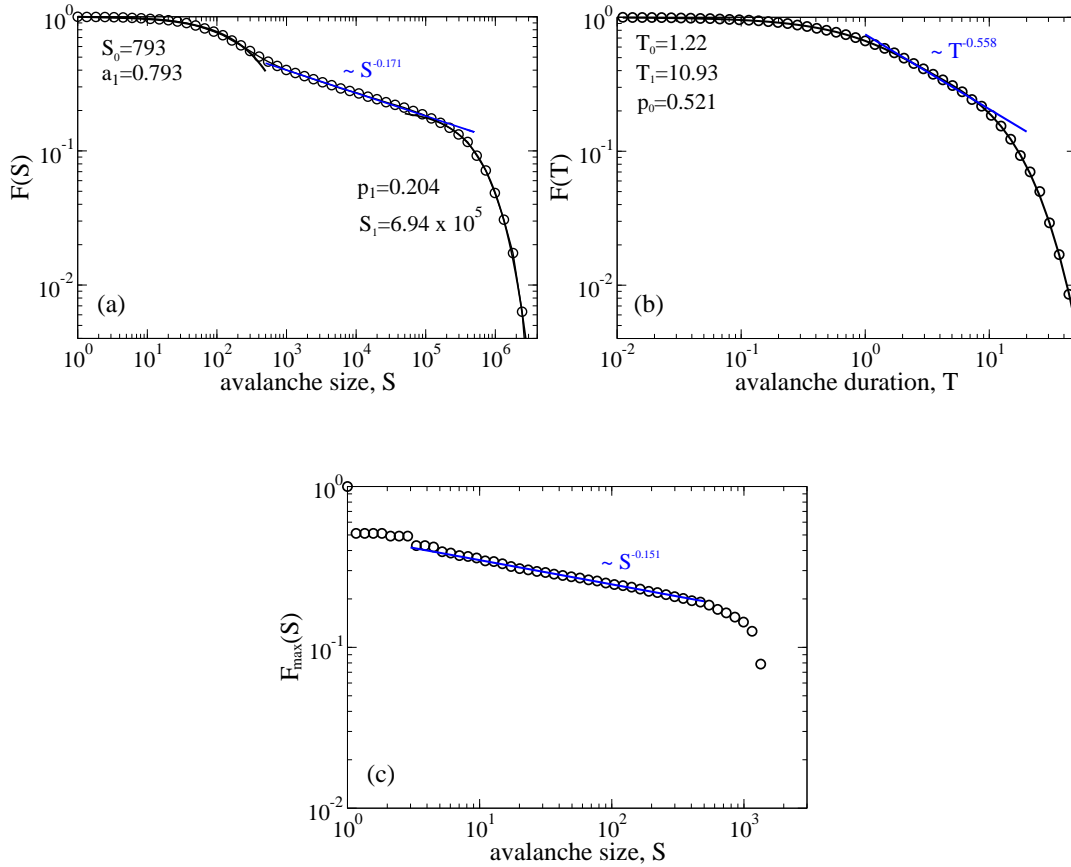 10^0
10^-1
10^-2
F(S)
S_0=793
a_1=0.793
~ S^-0.171
p_1=0.204
S_1=6.94 x 10^5
(a)
10^0 10^1 10^2 10^3 10^4 10^5 10^6
avalanche size, S
10^0
10^-1
10^-2
F(T)
T_0=1.22
T_1=10.93
p_0=0.521
~ T^-0.558
(b)
10^-2 10^-1 10^0 10^1
avalanche duration, T
10^0
10^-1
10^-2
F_max(S)
~ S^-0.151
(c)
10^0 10^1 10^2 10^3
avalanche size, S